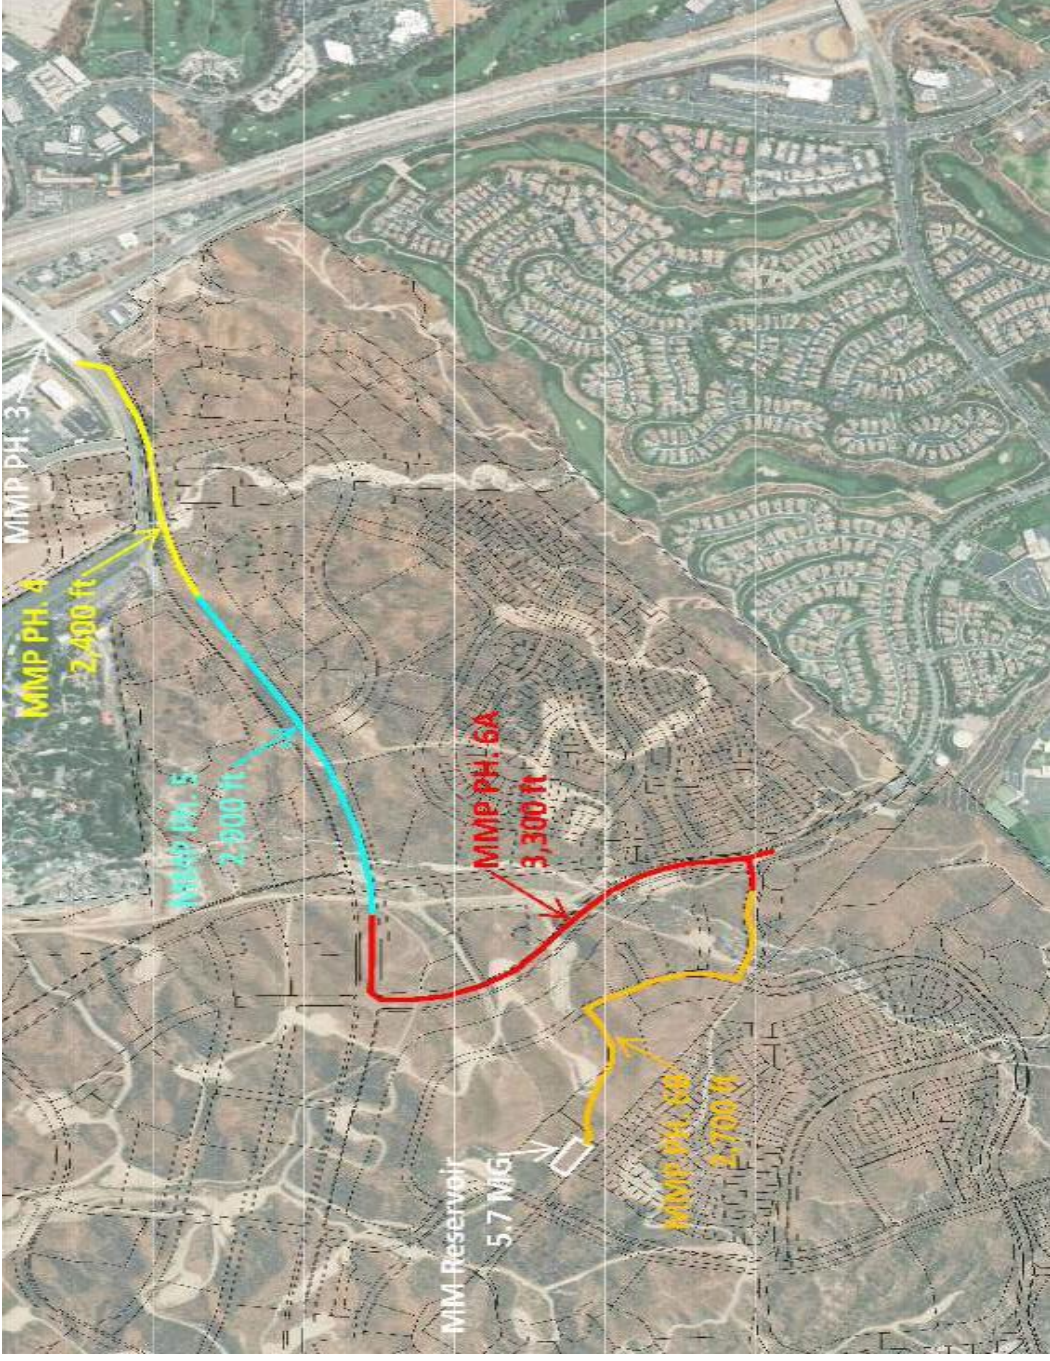 MMP PH. 3
MMP PH. 4
2,400 ft
MMP PH. 5
2,900 ft
MMP PH. 6A
3,300 ft
MM Reservoir
5.7 MG
MMP PH. 6B
2,700 ft